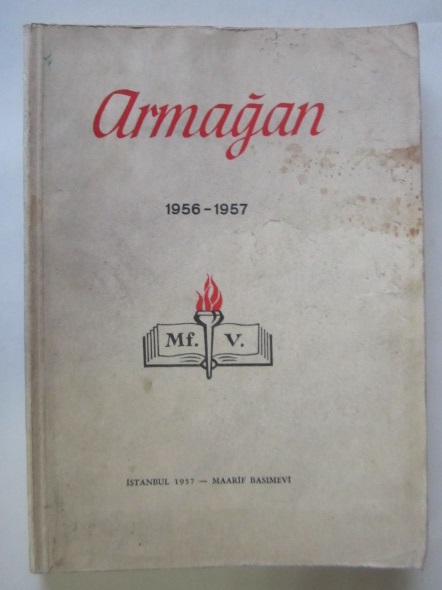 Armağan
1956-1957
Mf. V.
İSTANBUL 1957 — MAARİF BASIMEVİ